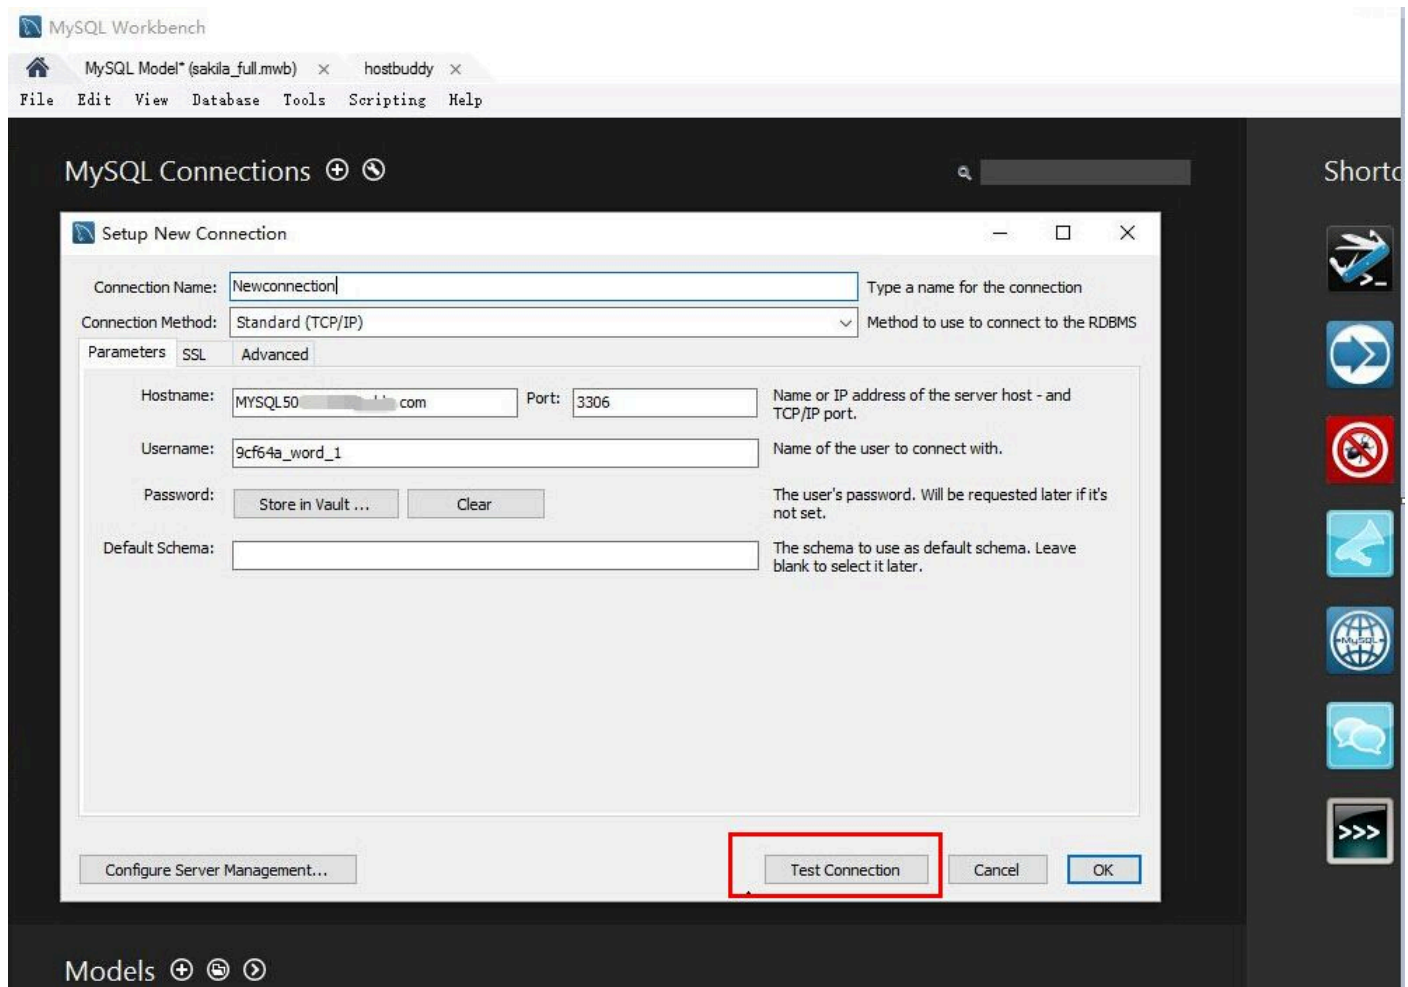 MySQL Workbench
MySQL Model* (sakila_full.mwb) × hostbuddy ×
File Edit View Database Tools Scripting Help
MySQL Connections
Shortc
Setup New Connection
Connection Name: Newconnection Type a name for the connection
Connection Method: Standard (TCP/IP) Method to use to connect to the RDBMS
Parameters SSL Advanced
Hostname: MYSQL50 com Port: 3306 Name or IP address of the server host - and
TCP/IP port.
Username: 9cf64a_word_1 Name of the user to connect with.
Password: Store in Vault ... Clear The user's password. Will be requested later if it's
not set.
Default Schema: The schema to use as default schema. Leave
blank to select it later.
MySQL
>>>
Configure Server Management... Test Connection Cancel OK
Models